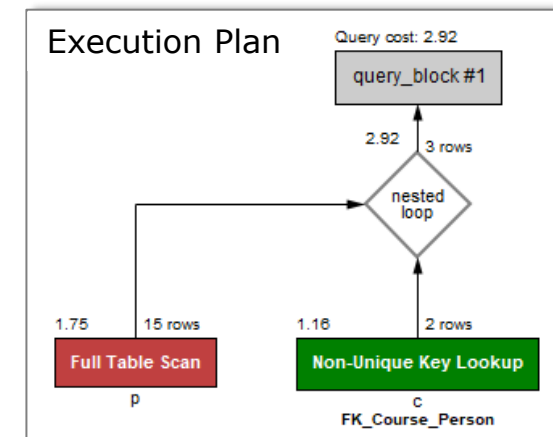 Execution Plan
Query cost: 2.92
query_block #1
2.92 3 rows
nested
loop
1.75 15 rows
1.16 2 rows
Full Table Scan
Non-Unique Key Lookup
p
c
FK_Course_Person